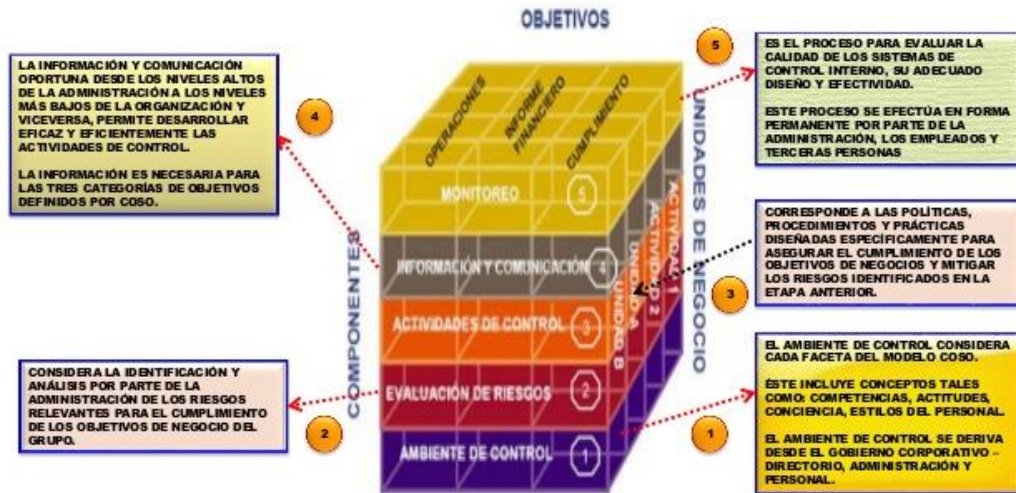 OBJETIVOS
LA INFORMACIÓN Y COMUNICACIÓN
OPORTUNA DESDE LOS NIVELES ALTOS
DE LA ADMINISTRACIÓN A LOS NIVELES
MÁS BAJOS DE LA ORGANIZACIÓN Y
VICEVERSA, PERMITE DESARROLLAR
EFICAZ Y EFICIENTEMENTE LAS
ACTIVIDADES DE CONTROL.
LA INFORMACIÓN ES NECESARIA PARA
LAS TRES CATEGORÍAS DE OBJETIVOS
DEFINIDOS POR COSO.
4
CONSIDERA LA IDENTIFICACIÓN Y
ANÁLISIS POR PARTE DE LA
ADMINISTRACIÓN DE LOS RIESGOS
RELEVANTES PARA EL CUMPLIMIENTO
DE LOS OBJETIVOS DE NEGOCIO DEL
GRUPO.
2
COMPONENTES
OPERACIONES
INFORME
FINANCIERO
CUMPLIMIENTO
MONITOREO 5
INFORMACIÓN Y COMUNICACIÓN 4
ACTIVIDADES DE CONTROL 3
EVALUACIÓN DE RIESGOS 2
AMBIENTE DE CONTROL 1
UNIDAD B
UNIDAD A
ACTIVIDAD 2
ACTIVIDAD 1
UNIDADES DE NEGOCIO
5
ES EL PROCESO PARA EVALUAR LA
CALIDAD DE LOS SISTEMAS DE
CONTROL INTERNO, SU ADECUADO
DISEÑO Y EFECTIVIDAD.
ESTE PROCESO SE EFECTÚA EN FORMA
PERMANENTE POR PARTE DE LA
ADMINISTRACIÓN, LOS EMPLEADOS Y
TERCERAS PERSONAS
3
CORRESPONDE A LAS POLÍTICAS,
PROCEDIMIENTOS Y PRÁCTICAS
DISEÑADAS ESPECÍFICAMENTE PARA
ASEGURAR EL CUMPLIMIENTO DE LOS
OBJETIVOS DE NEGOCIOS Y MITIGAR
LOS RIESGOS IDENTIFICADOS EN LA
ETAPA ANTERIOR.
1
EL AMBIENTE DE CONTROL CONSIDERA
CADA FACETA DEL MODELO COSO.
ÉSTE INCLUYE CONCEPTOS TALES
COMO: COMPETENCIAS, ACTITUDES,
CONCIENCIA, ESTILOS DEL PERSONAL.
EL AMBIENTE DE CONTROL SE DERIVA
DESDE EL GOBIERNO CORPORATIVO –
DIRECTORIO, ADMINISTRACIÓN Y
PERSONAL.